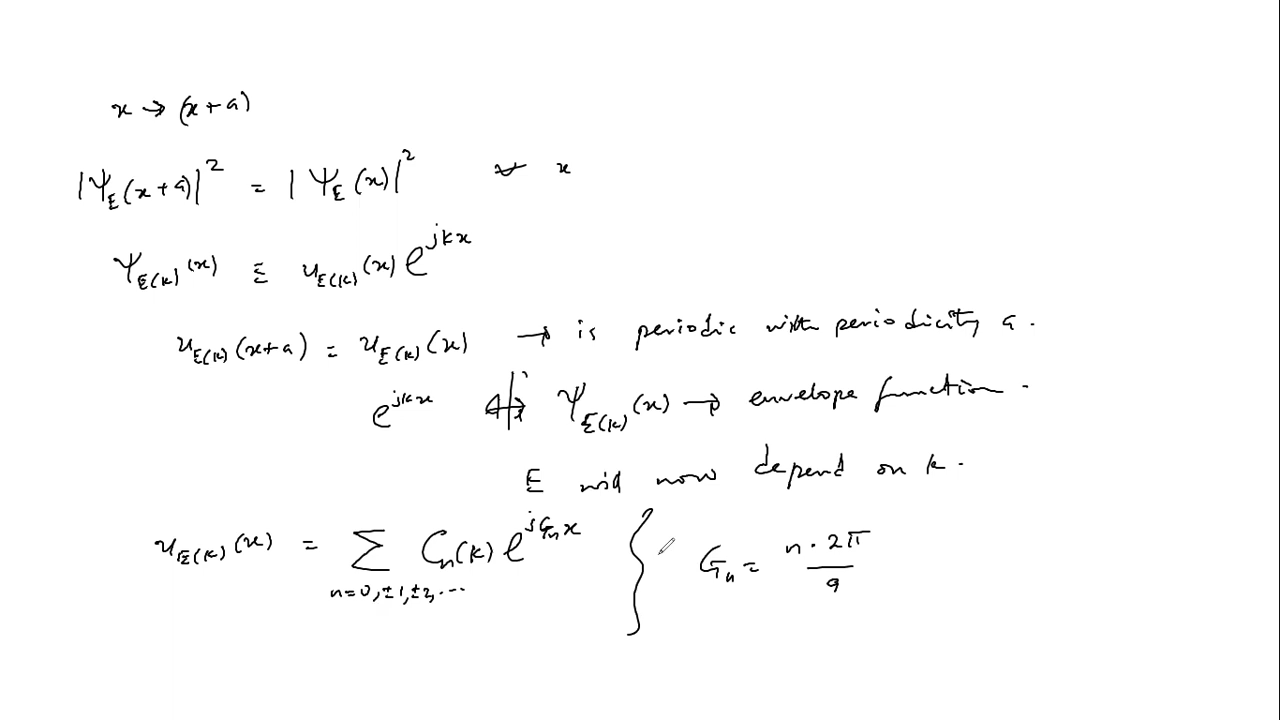 x → (x+a)
|Ψ_E(x+a)|² = |Ψ_E(x)|² ∀ x
Ψ_E(k)(x) ≡ u_E(k)(x) e^{jkx}
u_E(k)(x+a) = u_E(k)(x) → is periodic with periodicity a.
e^{jkx} Ψ_E(k)(x) → envelope function.
E will now depend on k.
u_E(k)(x) = Σ_{n=0,±1,±2,...} C_n(k) e^{jG_n x} } G_n = n·2π/a